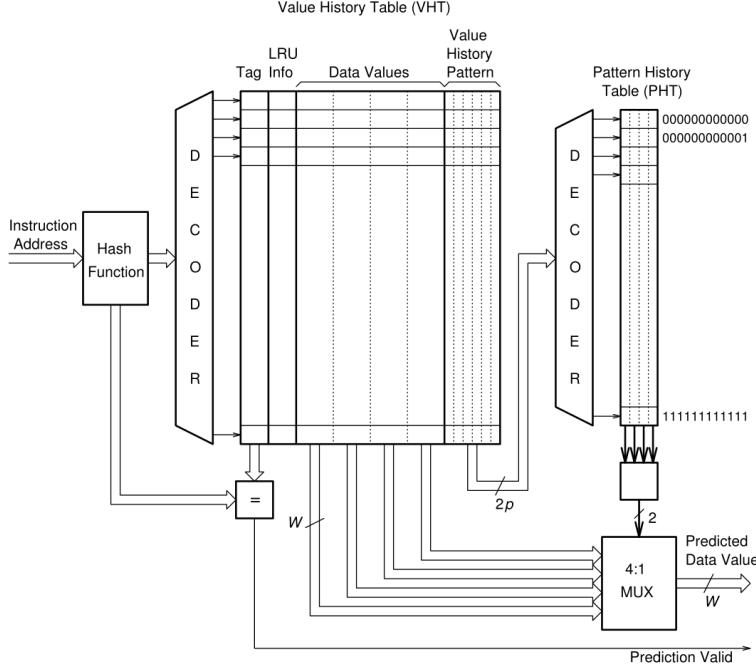 Value History Table (VHT)
Value
LRU
History
Tag
Info
Data Values
Pattern
Pattern History
Table (PHT)
000000000000
000000000001
D
E
C
O
D
E
R
D
E
C
O
D
E
R
Instruction
Address
Hash
Function
111111111111
=
2p
W
2
4:1
MUX
Predicted
Data Value
W
Prediction Valid